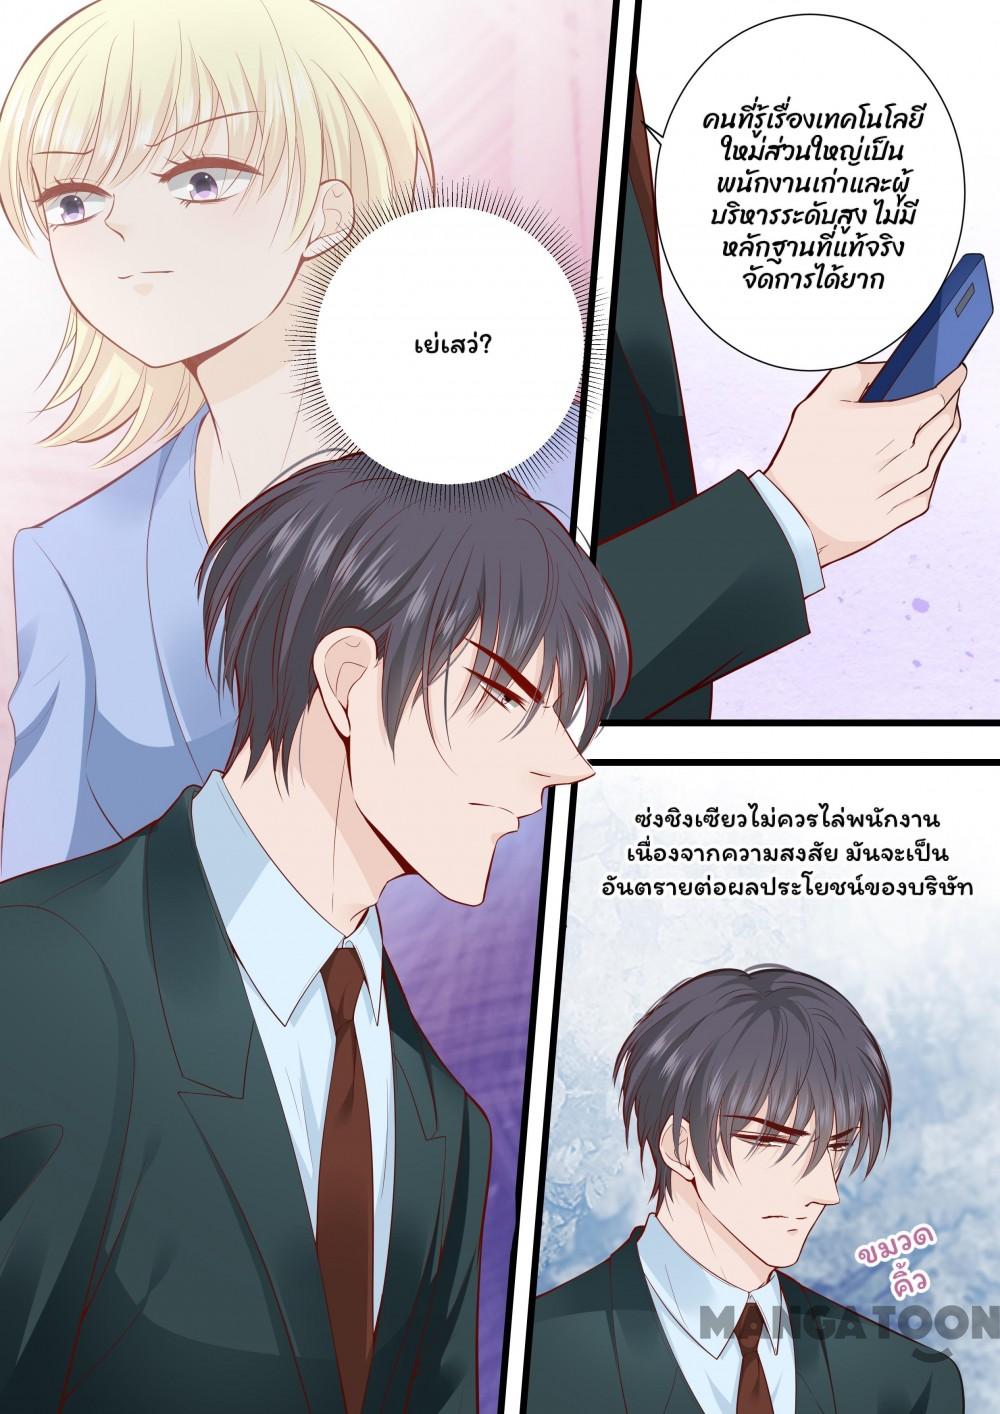 คนที่รู้เรื่องเทคโนโลยี
ใหม่ส่วนใหญ่เป็น
พนักงานเก่าและผู้
บริหารระดับสูง ไม่มี
หลักฐานที่แท้จริง
จัดการได้ยาก
เย่เสว่?
ซ่งชิงเซียวไม่ควรไล่พนักงาน
เนื่องจากความสงสัย มันจะเป็น
อันตรายต่อผลประโยชน์ของบริษัท
ขมวด
คิ้ว
MANGATOON